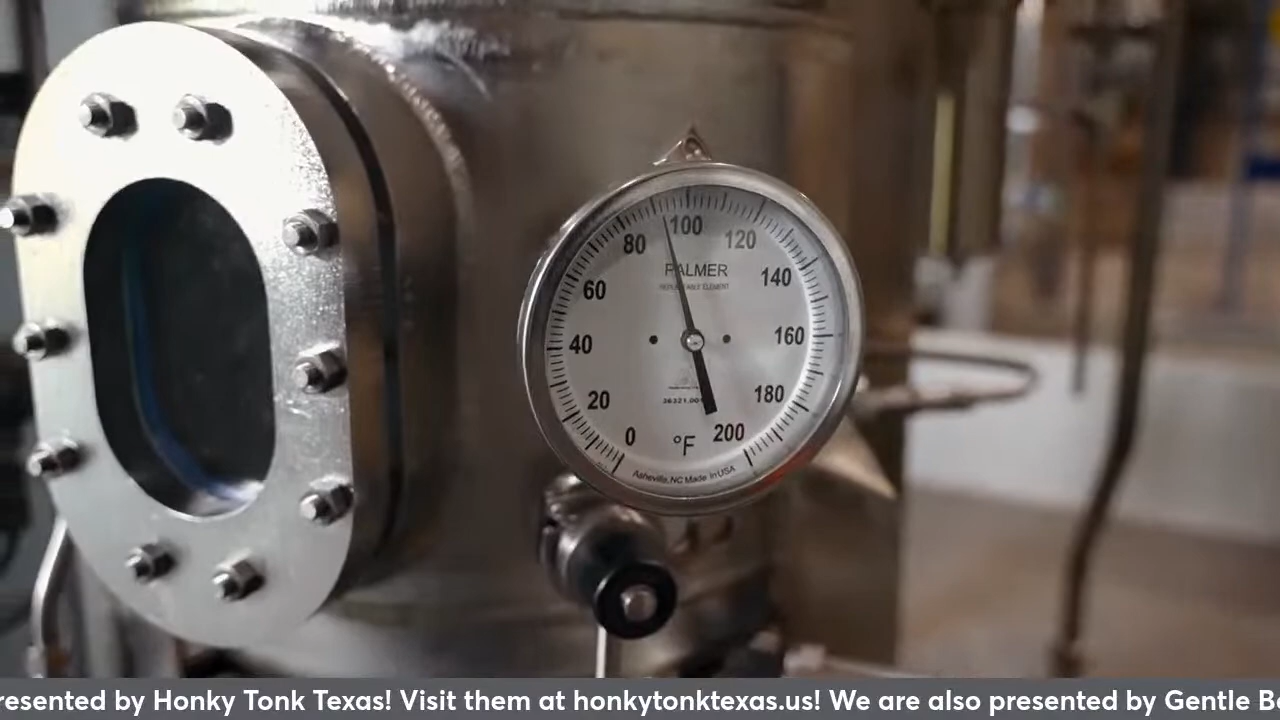 100
80
120
PALMER
60
140
40
160
20
180
0
200
°F
Asheville, NC Made in USA
resented by Honky Tonk Texas! Visit them at honkytonktexas.us! We are also presented by Gentle B